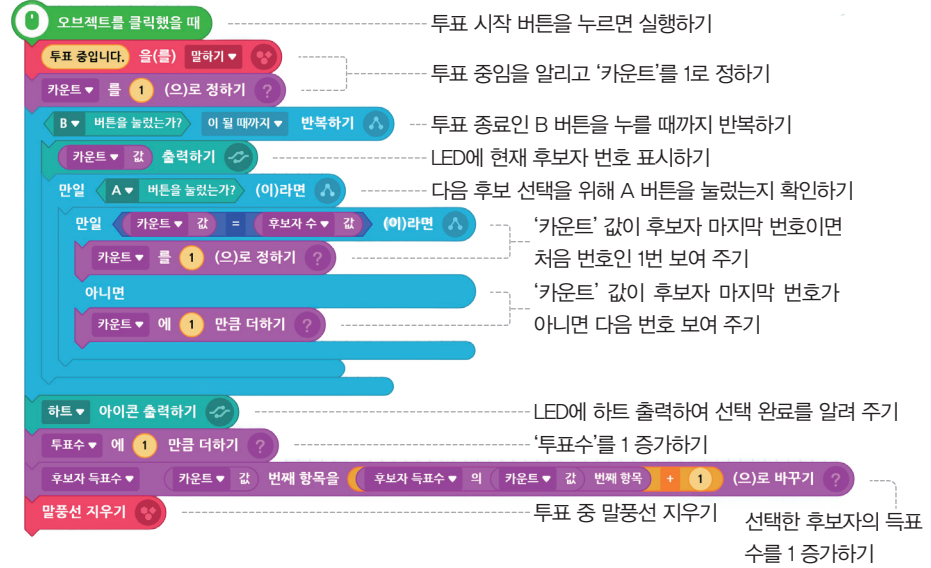 오브젝트를 클릭했을 때 투표 시작 버튼을 누르면 실행하기
투표 중입니다. 을(를) 말하기▼
투표 중임을 알리고 ‘카운트’를 1로 정하기
카운트▼ 를 1 (으)로 정하기 ?
B▼ 버튼을 눌렀는가? 이 될 때까지▼ 반복하기 투표 종료인 B 버튼을 누를 때까지 반복하기
카운트▼ 값 출력하기 LED에 현재 후보자 번호 표시하기
만일 A▼ 버튼을 눌렀는가? (이)라면 다음 후보 선택을 위해 A 버튼을 눌렀는지 확인하기
만일 카운트▼ 값 = 후보자 수▼ 값 (이)라면 ‘카운트’ 값이 후보자 마지막 번호이면
카운트▼ 를 1 (으)로 정하기 ? 처음 번호인 1번 보여 주기
아니면 ‘카운트’ 값이 후보자 마지막 번호가
카운트▼ 에 1 만큼 더하기 ? 아니면 다음 번호 보여 주기
하트▼ 아이콘 출력하기 LED에 하트 출력하여 선택 완료를 알려 주기
투표수▼ 에 1 만큼 더하기 ? ‘투표수’를 1 증가하기
후보자 득표수▼ 카운트▼ 값 번째 항목을 후보자 득표수▼ 의 카운트▼ 값 번째 항목 + 1 (으)로 바꾸기 ?
말풍선 지우기 투표 중 말풍선 지우기
선택한 후보자의 득표
수를 1 증가하기